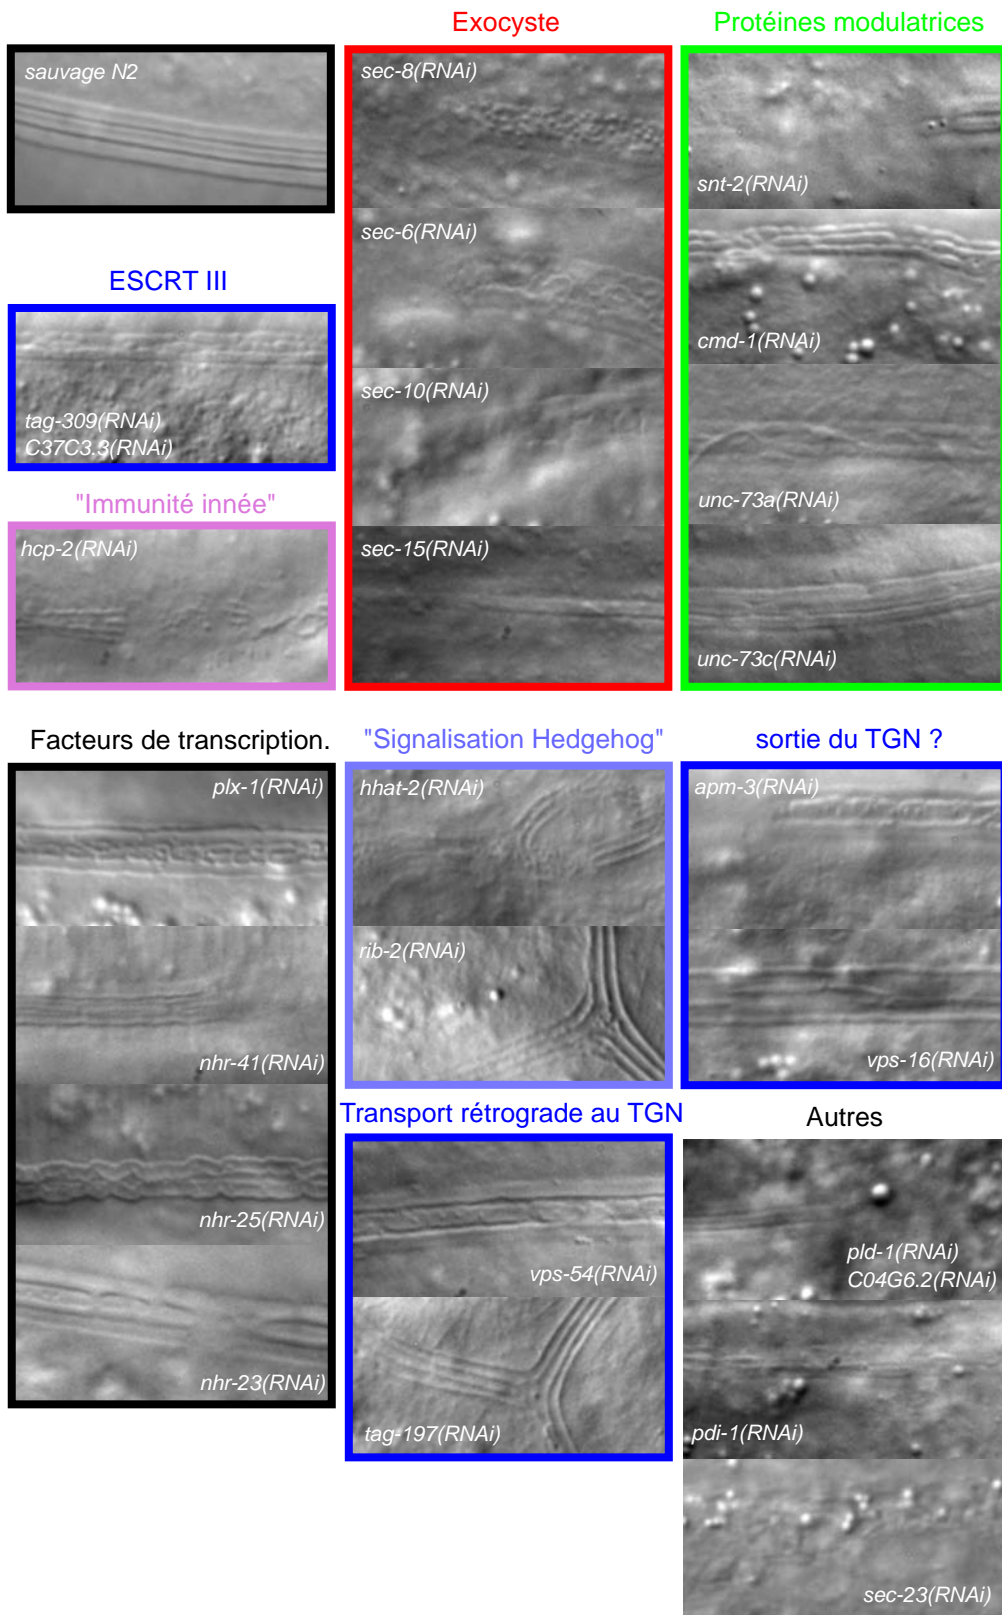 Exocyste
Protéines modulatrices
sauvage N2
sec-8(RNAi)
snt-2(RNAi)
sec-6(RNAi)
ESCRT III
cmd-1(RNAi)
sec-10(RNAi)
tag-309(RNAi)
C37C3.3(RNAi)
"Immunité innée"
unc-73a(RNAi)
hcp-2(RNAi)
sec-15(RNAi)
unc-73c(RNAi)
Facteurs de transcription.
"Signalisation Hedgehog"
sortie du TGN ?
plx-1(RNAi)
hhat-2(RNAi)
apm-3(RNAi)
rib-2(RNAi)
nhr-41(RNAi)
vps-16(RNAi)
Transport rétrograde au TGN
Autres
nhr-25(RNAi)
vps-54(RNAi)
pld-1(RNAi)
C04G6.2(RNAi)
nhr-23(RNAi)
tag-197(RNAi)
pdi-1(RNAi)
sec-23(RNAi)